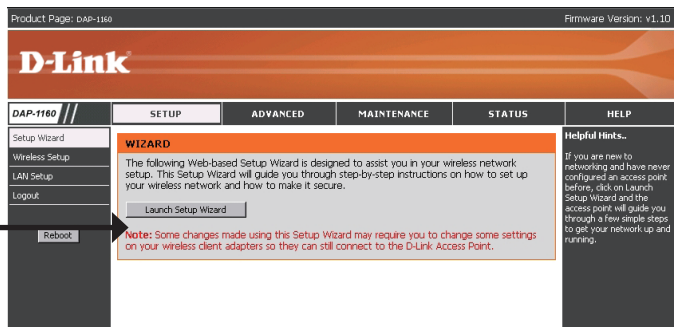 Product Page: DAP-1160
Firmware Version: v1.10
D-Link
DAP-1160 //
SETUP
ADVANCED
MAINTENANCE
STATUS
HELP
Setup Wizard
Wireless Setup
LAN Setup
Logout
Reboot
WIZARD
The following Web-based Setup Wizard is designed to assist you in your wireless network
setup. This Setup Wizard will guide you through step-by-step instructions on how to set up
your wireless network and how to make it secure.
Launch Setup Wizard
Note: Some changes made using this Setup Wizard may require you to change some settings
on your wireless client adapters so they can still connect to the D-Link Access Point.
Helpful Hints..
If you are new to
networking and have never
configured an access point
before, click on Launch
Setup Wizard and the
access point will guide you
through a few simple steps
to get your network up and
running.